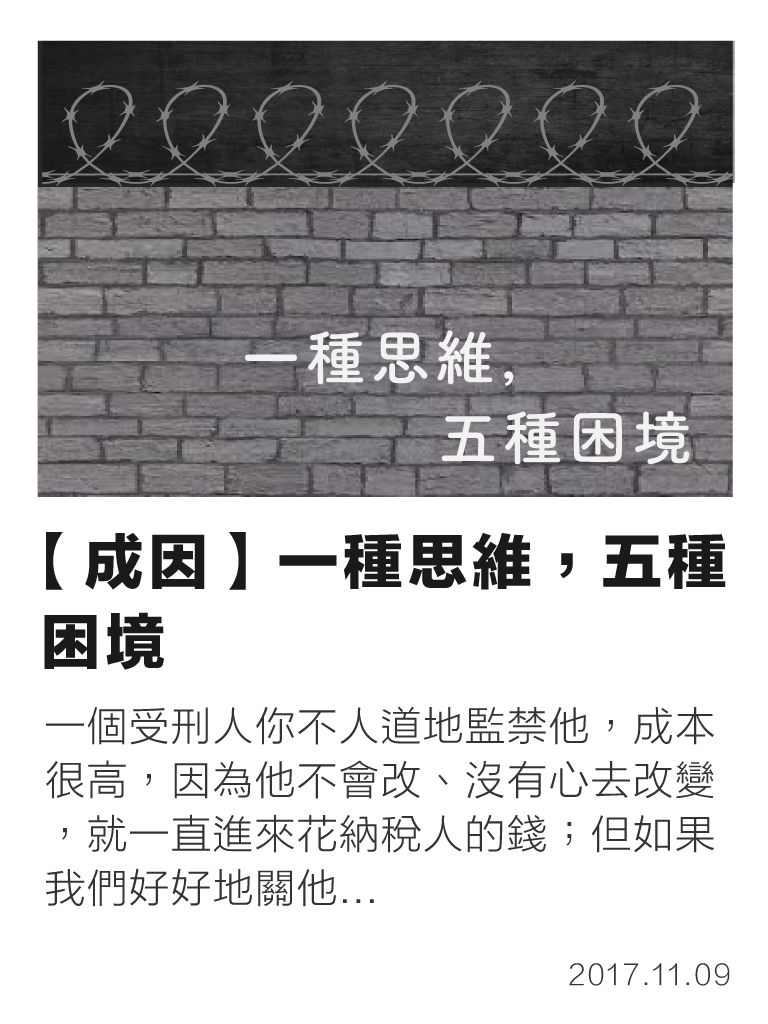 一種思維,
五種困境
【成因】一種思維，五種
困境
一個受刑人你不人道地監禁他，成本
很高，因為他不會改、沒有心去改變
，就一直進來花納稅人的錢；但如果
我們好好地關他...
2017.11.09